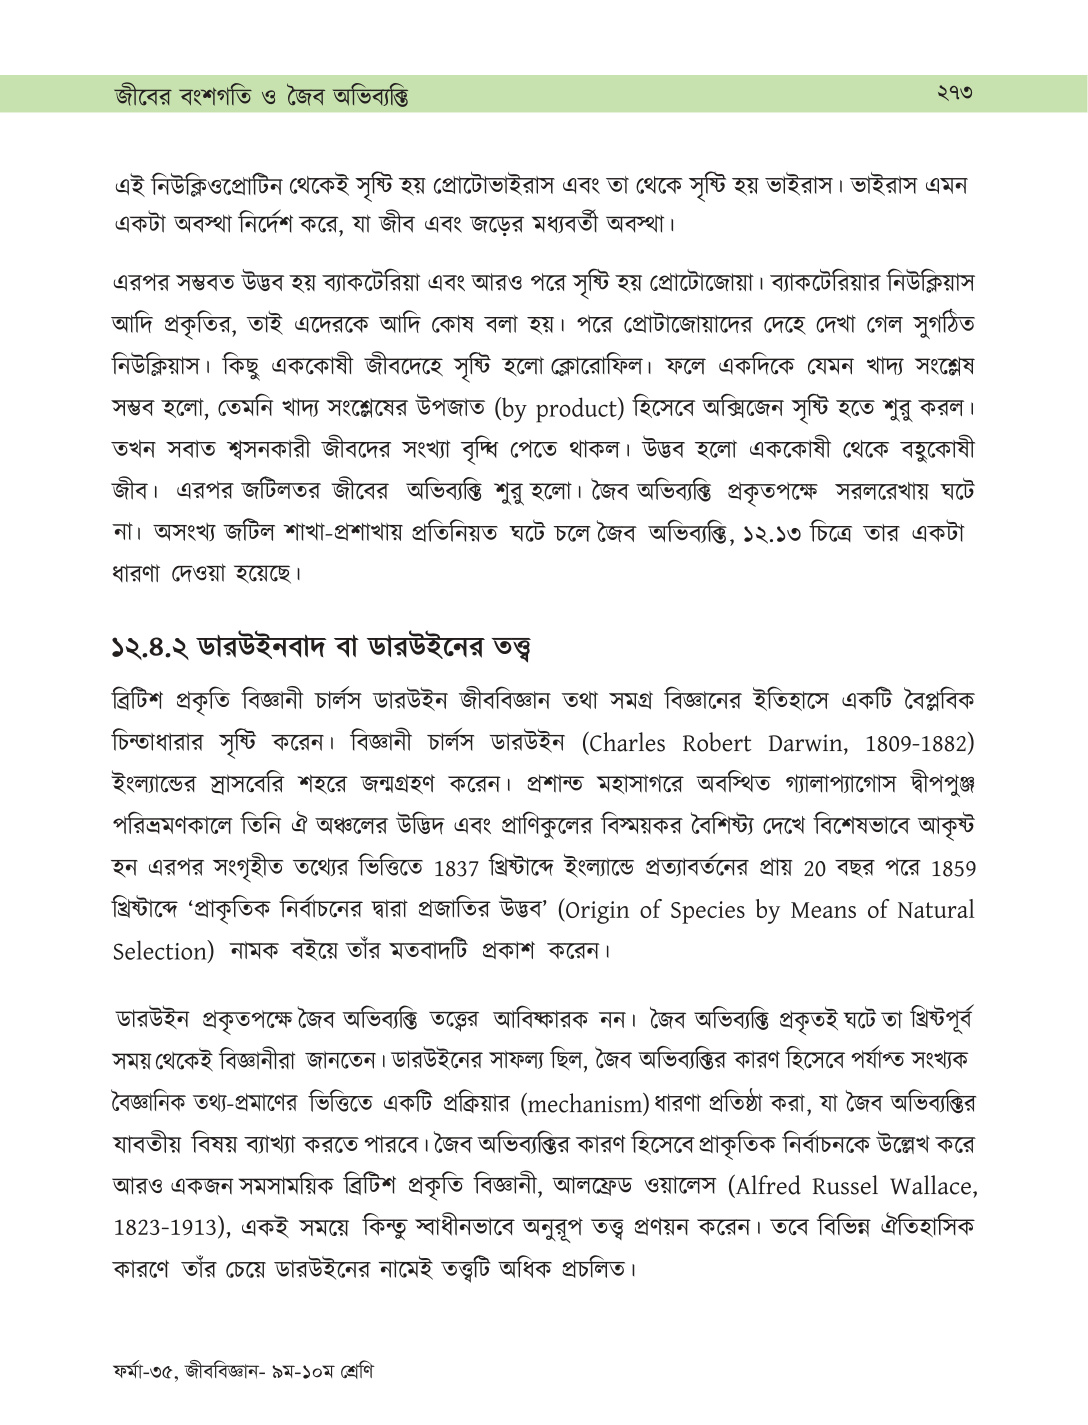 জীবের বংশগতি ও জৈব অভিব্যক্তি ২৭৩
এই নিউক্লিওপ্রোটিন থেকেই সৃষ্টি হয় প্রোটোভাইরাস এবং তা থেকে সৃষ্টি হয় ভাইরাস। ভাইরাস এমন
একটা অবস্থা নির্দেশ করে, যা জীব এবং জড়ের মধ্যবর্তী অবস্থা।
এরপর সম্ভবত উদ্ভব হয় ব্যাকটেরিয়া এবং আরও পরে সৃষ্টি হয় প্রোটোজোয়া। ব্যাকটেরিয়ার নিউক্লিয়াস
আদি প্রকৃতির, তাই এদেরকে আদি কোষ বলা হয়। পরে প্রোটাজোয়াদের দেহে দেখা গেল সুগঠিত
নিউক্লিয়াস। কিছু এককোষী জীবদেহে সৃষ্টি হলো ক্লোরোফিল। ফলে একদিকে যেমন খাদ্য সংশ্লেষ
সম্ভব হলো, তেমনি খাদ্য সংশ্লেষের উপজাত (by product) হিসেবে অক্সিজেন সৃষ্টি হতে শুরু করল।
তখন সবাত শ্বসনকারী জীবদের সংখ্যা বৃদ্ধি পেতে থাকল। উদ্ভব হলো এককোষী থেকে বহুকোষী
জীব। এরপর জটিলতর জীবের অভিব্যক্তি শুরু হলো। জৈব অভিব্যক্তি প্রকৃতপক্ষে সরলরেখায় ঘটে
না। অসংখ্য জটিল শাখা-প্রশাখায় প্রতিনিয়ত ঘটে চলে জৈব অভিব্যক্তি, ১২.১৩ চিত্রে তার একটা
ধারণা দেওয়া হয়েছে।
১২.৪.২ ডারউইনবাদ বা ডারউইনের তত্ত্ব
ব্রিটিশ প্রকৃতি বিজ্ঞানী চার্লস ডারউইন জীববিজ্ঞান তথা সমগ্র বিজ্ঞানের ইতিহাসে একটি বৈপ্লবিক
চিন্তাধারার সৃষ্টি করেন। বিজ্ঞানী চার্লস ডারউইন (Charles Robert Darwin, 1809-1882)
ইংল্যান্ডের স্রাসবেরি শহরে জন্মগ্রহণ করেন। প্রশান্ত মহাসাগরে অবস্থিত গ্যালাপ্যাগোস দ্বীপপুঞ্জ
পরিভ্রমণকালে তিনি ঐ অঞ্চলের উদ্ভিদ এবং প্রাণিকুলের বিস্ময়কর বৈশিষ্ট্য দেখে বিশেষভাবে আকৃষ্ট
হন এরপর সংগৃহীত তথ্যের ভিত্তিতে 1837 খ্রিষ্টাব্দে ইংল্যান্ডে প্রত্যাবর্তনের প্রায় 20 বছর পরে 1859
খ্রিষ্টাব্দে ‘প্রাকৃতিক নির্বাচনের দ্বারা প্রজাতির উদ্ভব’ (Origin of Species by Means of Natural
Selection) নামক বইয়ে তাঁর মতবাদটি প্রকাশ করেন।
ডারউইন প্রকৃতপক্ষে জৈব অভিব্যক্তি তত্ত্বের আবিষ্কারক নন। জৈব অভিব্যক্তি প্রকৃতই ঘটে তা খ্রিষ্টপূর্ব
সময় থেকেই বিজ্ঞানীরা জানতেন। ডারউইনের সাফল্য ছিল, জৈব অভিব্যক্তির কারণ হিসেবে পর্যাপ্ত সংখ্যক
বৈজ্ঞানিক তথ্য-প্রমাণের ভিত্তিতে একটি প্রক্রিয়ার (mechanism) ধারণা প্রতিষ্ঠা করা, যা জৈব অভিব্যক্তির
যাবতীয় বিষয় ব্যাখ্যা করতে পারবে। জৈব অভিব্যক্তির কারণ হিসেবে প্রাকৃতিক নির্বাচনকে উল্লেখ করে
আরও একজন সমসাময়িক ব্রিটিশ প্রকৃতি বিজ্ঞানী, আলফ্রেড ওয়ালেস (Alfred Russel Wallace,
1823-1913), একই সময়ে কিন্তু স্বাধীনভাবে অনুরূপ তত্ত্ব প্রণয়ন করেন। তবে বিভিন্ন ঐতিহাসিক
কারণে তাঁর চেয়ে ডারউইনের নামেই তত্ত্বটি অধিক প্রচলিত।
ফর্মা-৩৫, জীববিজ্ঞান- ৯ম-১০ম শ্রেণি